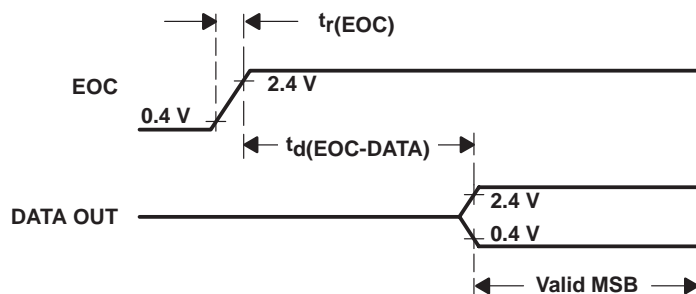 tr(EOC)
EOC
2.4 V
0.4 V
td(EOC-DATA)
DATA OUT
2.4 V
0.4 V
Valid MSB